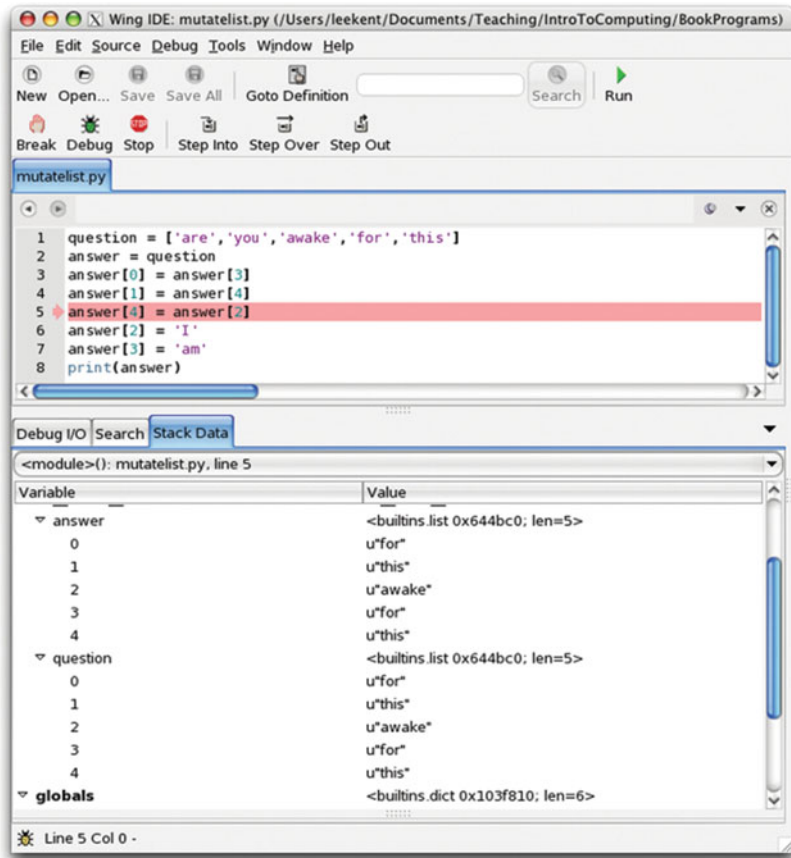 Wing IDE: mutatelist.py (/Users/leekent/Documents/Teaching/IntroToComputing/BookPrograms)
File Edit Source Debug Tools Window Help
New Open... Save Save All Goto Definition Search Run
STOP
Break Debug Stop Step Into Step Over Step Out
mutatelist.py
1 question = ['are','you','awake','for','this']
2 answer = question
3 answer[0] = answer[3]
4 answer[1] = answer[4]
5 answer[4] = answer[2]
6 answer[2] = 'I'
7 answer[3] = 'am'
8 print(answer)
Debug I/O Search Stack Data
<module>(): mutatelist.py, line 5
Variable Value
answer <builtins.list 0x644bc0; len=5>
0 u"for"
1 u"this"
2 u"awake"
3 u"for"
4 u"this"
question <builtins.list 0x644bc0; len=5>
0 u"for"
1 u"this"
2 u"awake"
3 u"for"
4 u"this"
globals <builtins.dict 0x103f810; len=6>
Line 5 Col 0 -